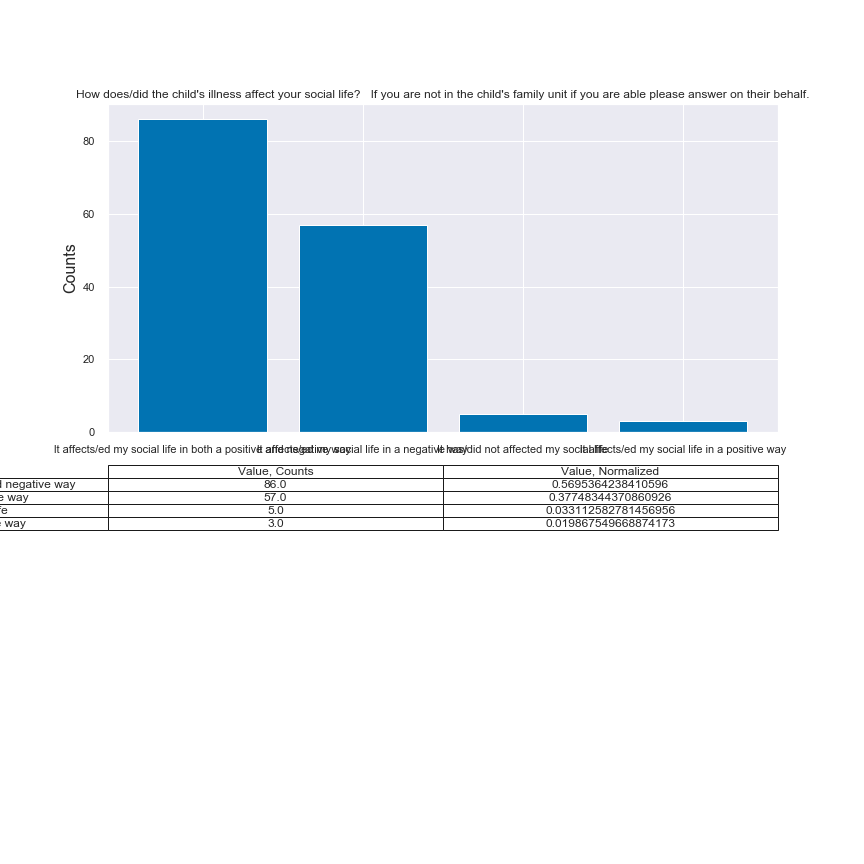 How does/did the child's illness affect your social life?   If you are not in the child's family unit if you are able please answer on their behalf.
80
60
40
20
0
Counts
It affects/ed my social life in both a positive and negative way
It affects/ed my social life in a negative way
It has/did not affected my social life
It affects/ed my social life in a positive way
Value, Counts Value, Normalized
negative way 86.0 0.5695364238410596
way 57.0 0.37748344370860926
5.0 0.033112582781456956
way 3.0 0.019867549668874173